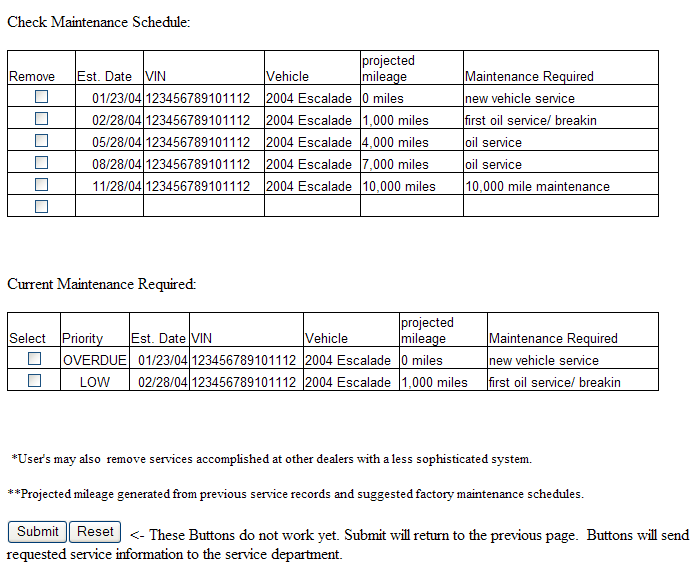 Check Maintenance Schedule:
Remove Est. Date VIN Vehicle projected mileage Maintenance Required
01/23/04 123456789101112 2004 Escalade 0 miles new vehicle service
02/28/04 123456789101112 2004 Escalade 1,000 miles first oil service/ breakin
05/28/04 123456789101112 2004 Escalade 4,000 miles oil service
08/28/04 123456789101112 2004 Escalade 7,000 miles oil service
11/28/04 123456789101112 2004 Escalade 10,000 miles 10,000 mile maintenance
Current Maintenance Required:
Select Priority Est. Date VIN Vehicle projected mileage Maintenance Required
OVERDUE 01/23/04 123456789101112 2004 Escalade 0 miles new vehicle service
LOW 02/28/04 123456789101112 2004 Escalade 1,000 miles first oil service/ breakin
*User's may also remove services accomplished at other dealers with a less sophisticated system.
**Projected mileage generated from previous service records and suggested factory maintenance schedules.
Submit Reset <- These Buttons do not work yet. Submit will return to the previous page. Buttons will send
requested service information to the service department.